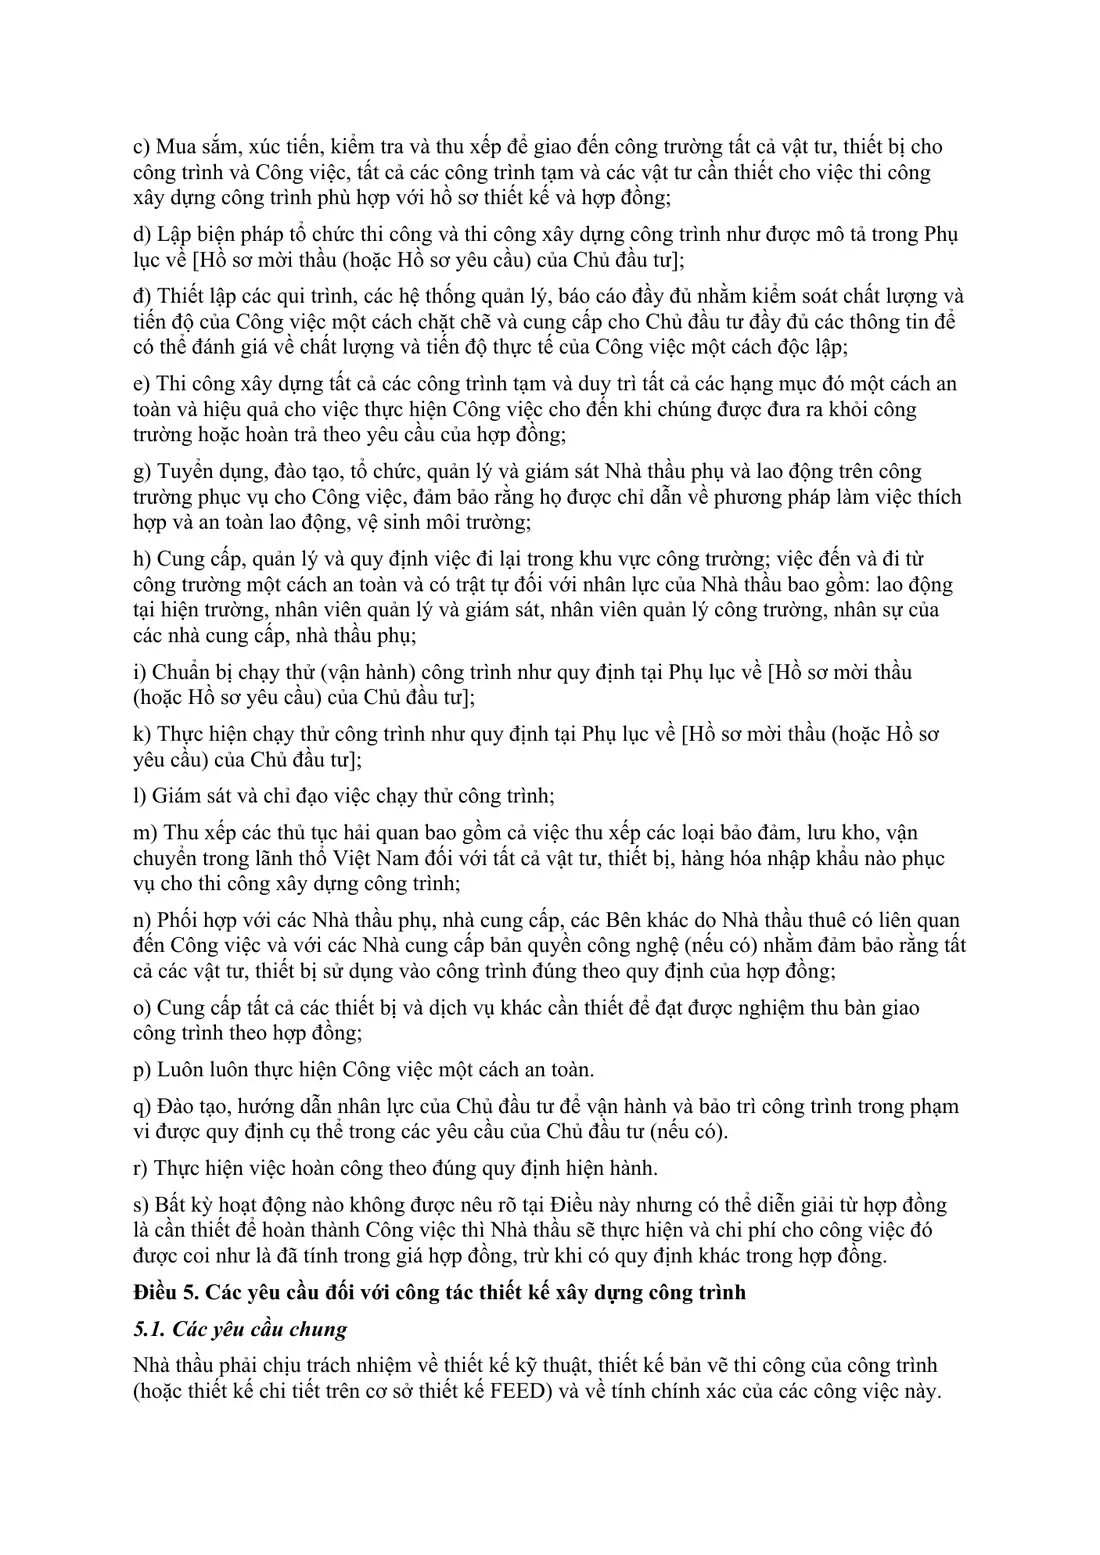 c) Mua sắm, xúc tiến, kiểm tra và thu xếp để giao đến công trường tất cả vật tư, thiết bị cho
công trình và Công việc, tất cả các công trình tạm và các vật tư cần thiết cho việc thi công
xây dựng công trình phù hợp với hồ sơ thiết kế và hợp đồng;
d) Lập biện pháp tổ chức thi công và thi công xây dựng công trình như được mô tả trong Phụ
lục về [Hồ sơ mời thầu (hoặc Hồ sơ yêu cầu) của Chủ đầu tư];
đ) Thiết lập các qui trình, các hệ thống quản lý, báo cáo đầy đủ nhằm kiểm soát chất lượng và
tiến độ của Công việc một cách chặt chẽ và cung cấp cho Chủ đầu tư đầy đủ các thông tin để
có thể đánh giá về chất lượng và tiến độ thực tế của Công việc một cách độc lập;
e) Thi công xây dựng tất cả các công trình tạm và duy trì tất cả các hạng mục đó một cách an
toàn và hiệu quả cho việc thực hiện Công việc cho đến khi chúng được đưa ra khỏi công
trường hoặc hoàn trả theo yêu cầu của hợp đồng;
g) Tuyển dụng, đào tạo, tổ chức, quản lý và giám sát Nhà thầu phụ và lao động trên công
trường phục vụ cho Công việc, đảm bảo rằng họ được chỉ dẫn về phương pháp làm việc thích
hợp và an toàn lao động, vệ sinh môi trường;
h) Cung cấp, quản lý và quy định việc đi lại trong khu vực công trường; việc đến và đi từ
công trường một cách an toàn và có trật tự đối với nhân lực của Nhà thầu bao gồm: lao động
tại hiện trường, nhân viên quản lý và giám sát, nhân viên quản lý công trường, nhân sự của
các nhà cung cấp, nhà thầu phụ;
i) Chuẩn bị chạy thử (vận hành) công trình như quy định tại Phụ lục về [Hồ sơ mời thầu
(hoặc Hồ sơ yêu cầu) của Chủ đầu tư];
k) Thực hiện chạy thử công trình như quy định tại Phụ lục về [Hồ sơ mời thầu (hoặc Hồ sơ
yêu cầu) của Chủ đầu tư];
l) Giám sát và chỉ đạo việc chạy thử công trình;
m) Thu xếp các thủ tục hải quan bao gồm cả việc thu xếp các loại bảo đảm, lưu kho, vận
chuyển trong lãnh thổ Việt Nam đối với tất cả vật tư, thiết bị, hàng hóa nhập khẩu nào phục
vụ cho thi công xây dựng công trình;
n) Phối hợp với các Nhà thầu phụ, nhà cung cấp, các Bên khác do Nhà thầu thuê có liên quan
đến Công việc và với các Nhà cung cấp bản quyền công nghệ (nếu có) nhằm đảm bảo rằng tất
cả các vật tư, thiết bị sử dụng vào công trình đúng theo quy định của hợp đồng;
o) Cung cấp tất cả các thiết bị và dịch vụ khác cần thiết để đạt được nghiệm thu bàn giao
công trình theo hợp đồng;
p) Luôn luôn thực hiện Công việc một cách an toàn.
q) Đào tạo, hướng dẫn nhân lực của Chủ đầu tư để vận hành và bảo trì công trình trong phạm
vi được quy định cụ thể trong các yêu cầu của Chủ đầu tư (nếu có).
r) Thực hiện việc hoàn công theo đúng quy định hiện hành.
s) Bất kỳ hoạt động nào không được nêu rõ tại Điều này nhưng có thể diễn giải từ hợp đồng
là cần thiết để hoàn thành Công việc thì Nhà thầu sẽ thực hiện và chi phí cho công việc đó
được coi như là đã tính trong giá hợp đồng, trừ khi có quy định khác trong hợp đồng.
Điều 5. Các yêu cầu đối với công tác thiết kế xây dựng công trình
5.1. Các yêu cầu chung
Nhà thầu phải chịu trách nhiệm về thiết kế kỹ thuật, thiết kế bản vẽ thi công của công trình
(hoặc thiết kế chi tiết trên cơ sở thiết kế FEED) và về tính chính xác của các công việc này.